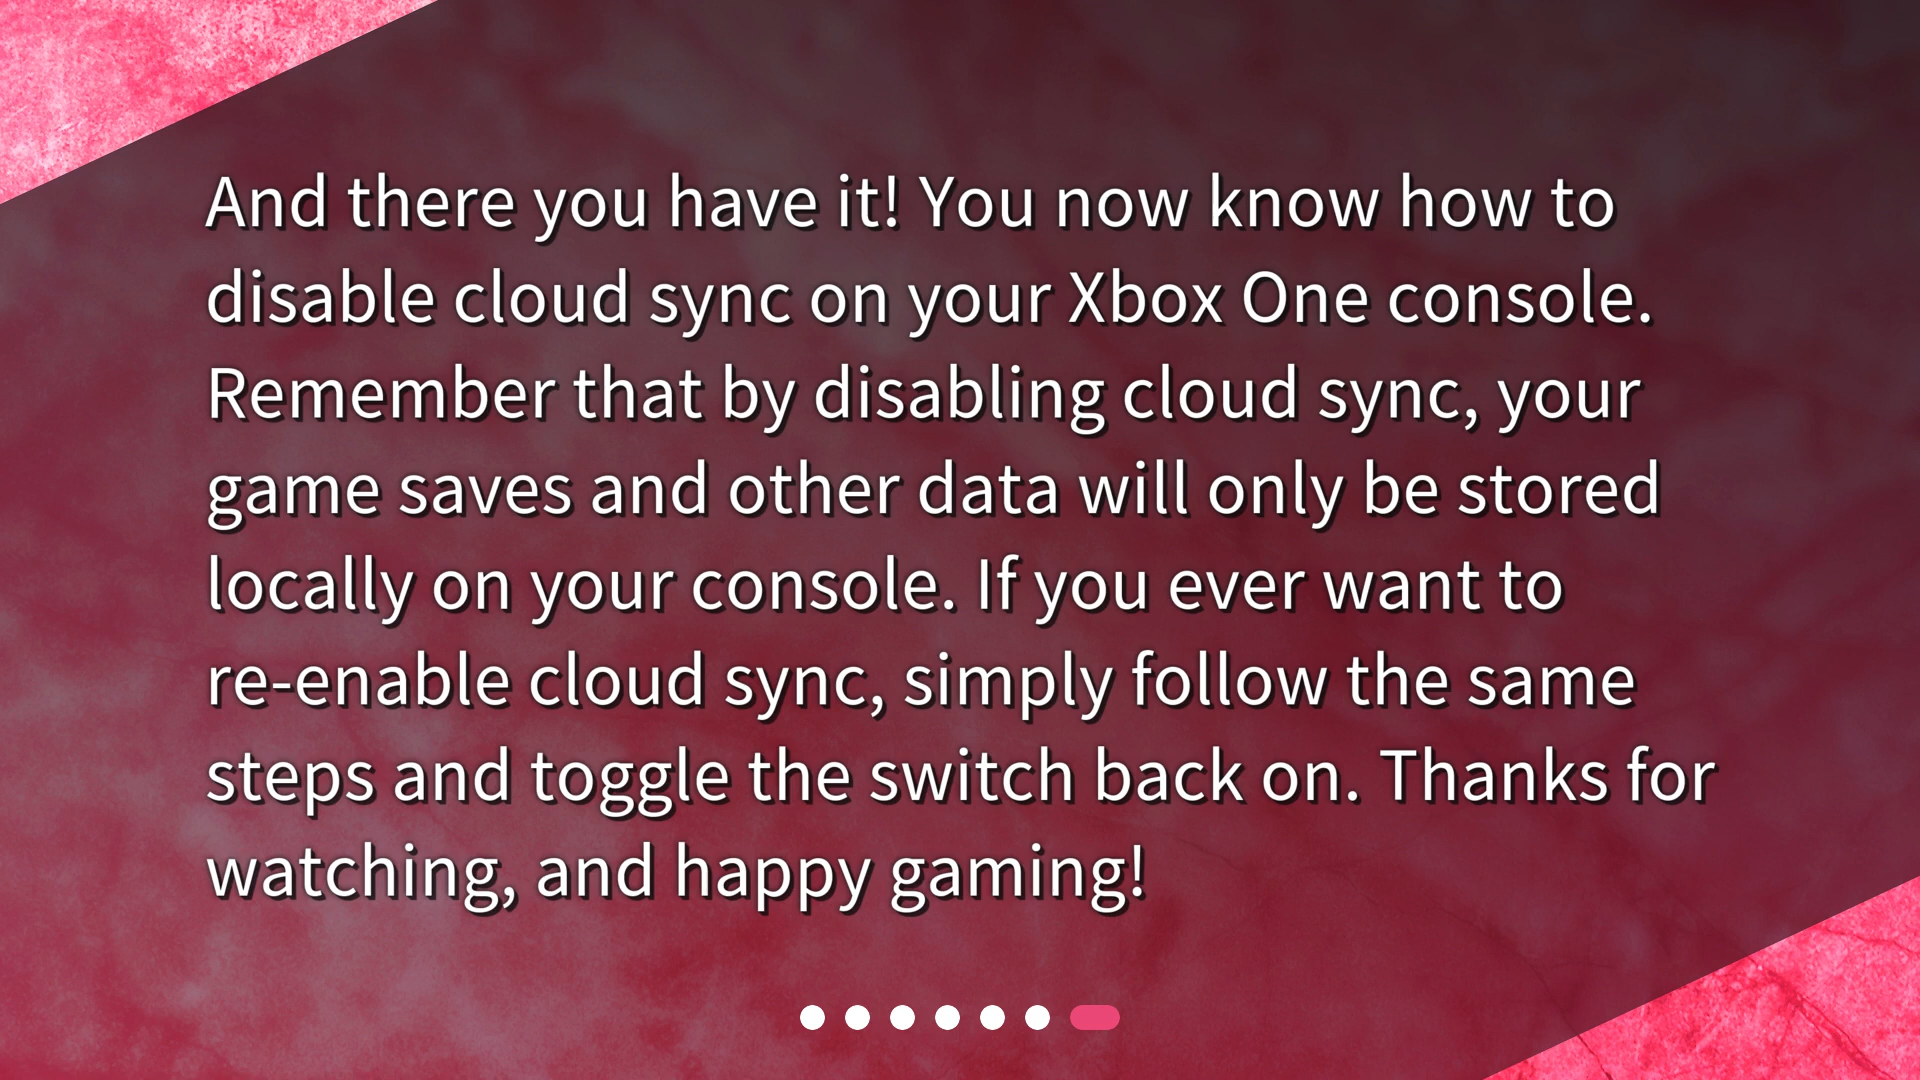 And there you have it! You now know how to
disable cloud sync on your Xbox One console.
Remember that by disabling cloud sync, your
game saves and other data will only be stored
locally on your console. If you ever want to
re-enable cloud sync, simply follow the same
steps and toggle the switch back on. Thanks for
watching, and happy gaming!